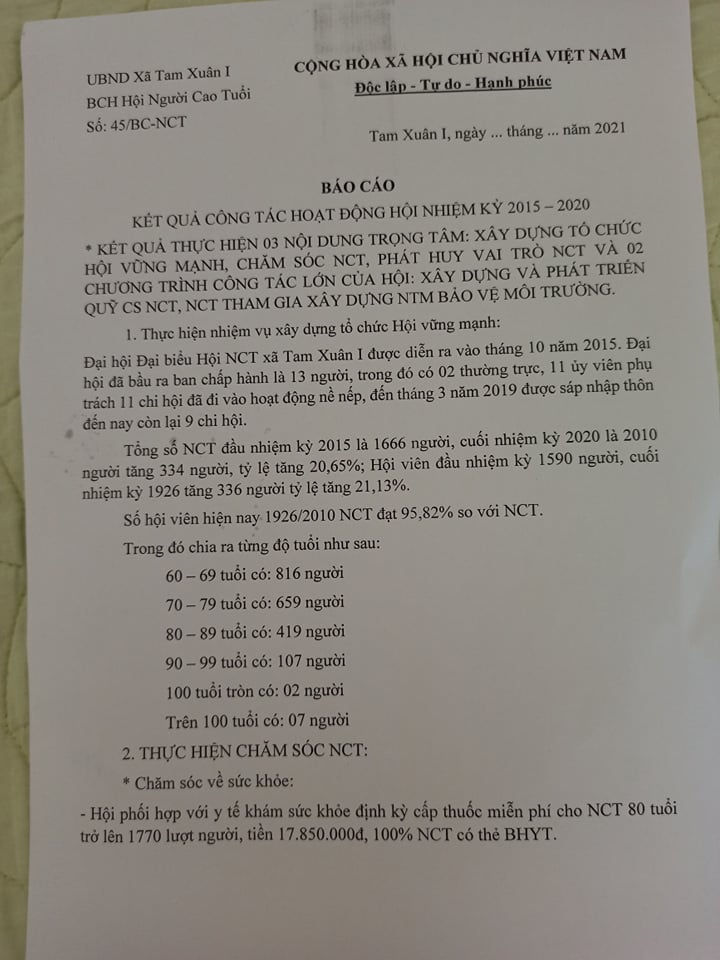 UBND Xã Tam Xuân I
BCH Hội Người Cao Tuổi
Số: 45/BC-NCT
CỘNG HÒA XÃ HỘI CHỦ NGHĨA VIỆT NAM
Độc lập - Tự do - Hạnh phúc
Tam Xuân I, ngày ... tháng ... năm 2021
BÁO CÁO
KẾT QUẢ CÔNG TÁC HOẠT ĐỘNG HỘI NHIỆM KỲ 2015 – 2020
* KẾT QUẢ THỰC HIỆN 03 NỘI DUNG TRỌNG TÂM: XÂY DỰNG TỔ CHỨC
HỘI VỮNG MẠNH, CHĂM SÓC NCT, PHÁT HUY VAI TRÒ NCT VÀ 02
CHƯƠNG TRÌNH CÔNG TÁC LỚN CỦA HỘI: XÂY DỰNG VÀ PHÁT TRIỂN
QUỸ CS NCT, NCT THAM GIA XÂY DỰNG NTM BẢO VỆ MÔI TRƯỜNG.
1. Thực hiện nhiệm vụ xây dựng tổ chức Hội vững mạnh:
Đại hội Đại biểu Hội NCT xã Tam Xuân I được diễn ra vào tháng 10 năm 2015. Đại
hội đã bầu ra ban chấp hành là 13 người, trong đó có 02 thường trực, 11 ủy viên phụ
trách 11 chi hội đã đi vào hoạt động nề nếp, đến tháng 3 năm 2019 được sáp nhập thôn
đến nay còn lại 9 chi hội.
Tổng số NCT đầu nhiệm kỳ 2015 là 1666 người, cuối nhiệm kỳ 2020 là 2010
người tăng 334 người, tỷ lệ tăng 20,65%; Hội viên đầu nhiệm kỳ 1590 người, cuối
nhiệm kỳ 1926 tăng 336 người tỷ lệ tăng 21,13%.
Số hội viên hiện nay 1926/2010 NCT đạt 95,82% so với NCT.
Trong đó chia ra từng độ tuổi như sau:
60 – 69 tuổi có: 816 người
70 – 79 tuổi có: 659 người
80 – 89 tuổi có: 419 người
90 – 99 tuổi có: 107 người
100 tuổi tròn có: 02 người
Trên 100 tuổi có: 07 người
2. THỰC HIỆN CHĂM SÓC NCT:
* Chăm sóc về sức khỏe:
- Hội phối hợp với y tế khám sức khỏe định kỳ cấp thuốc miễn phí cho NCT 80 tuổi
trở lên 1770 lượt người, tiền 17.850.000đ, 100% NCT có thẻ BHYT.